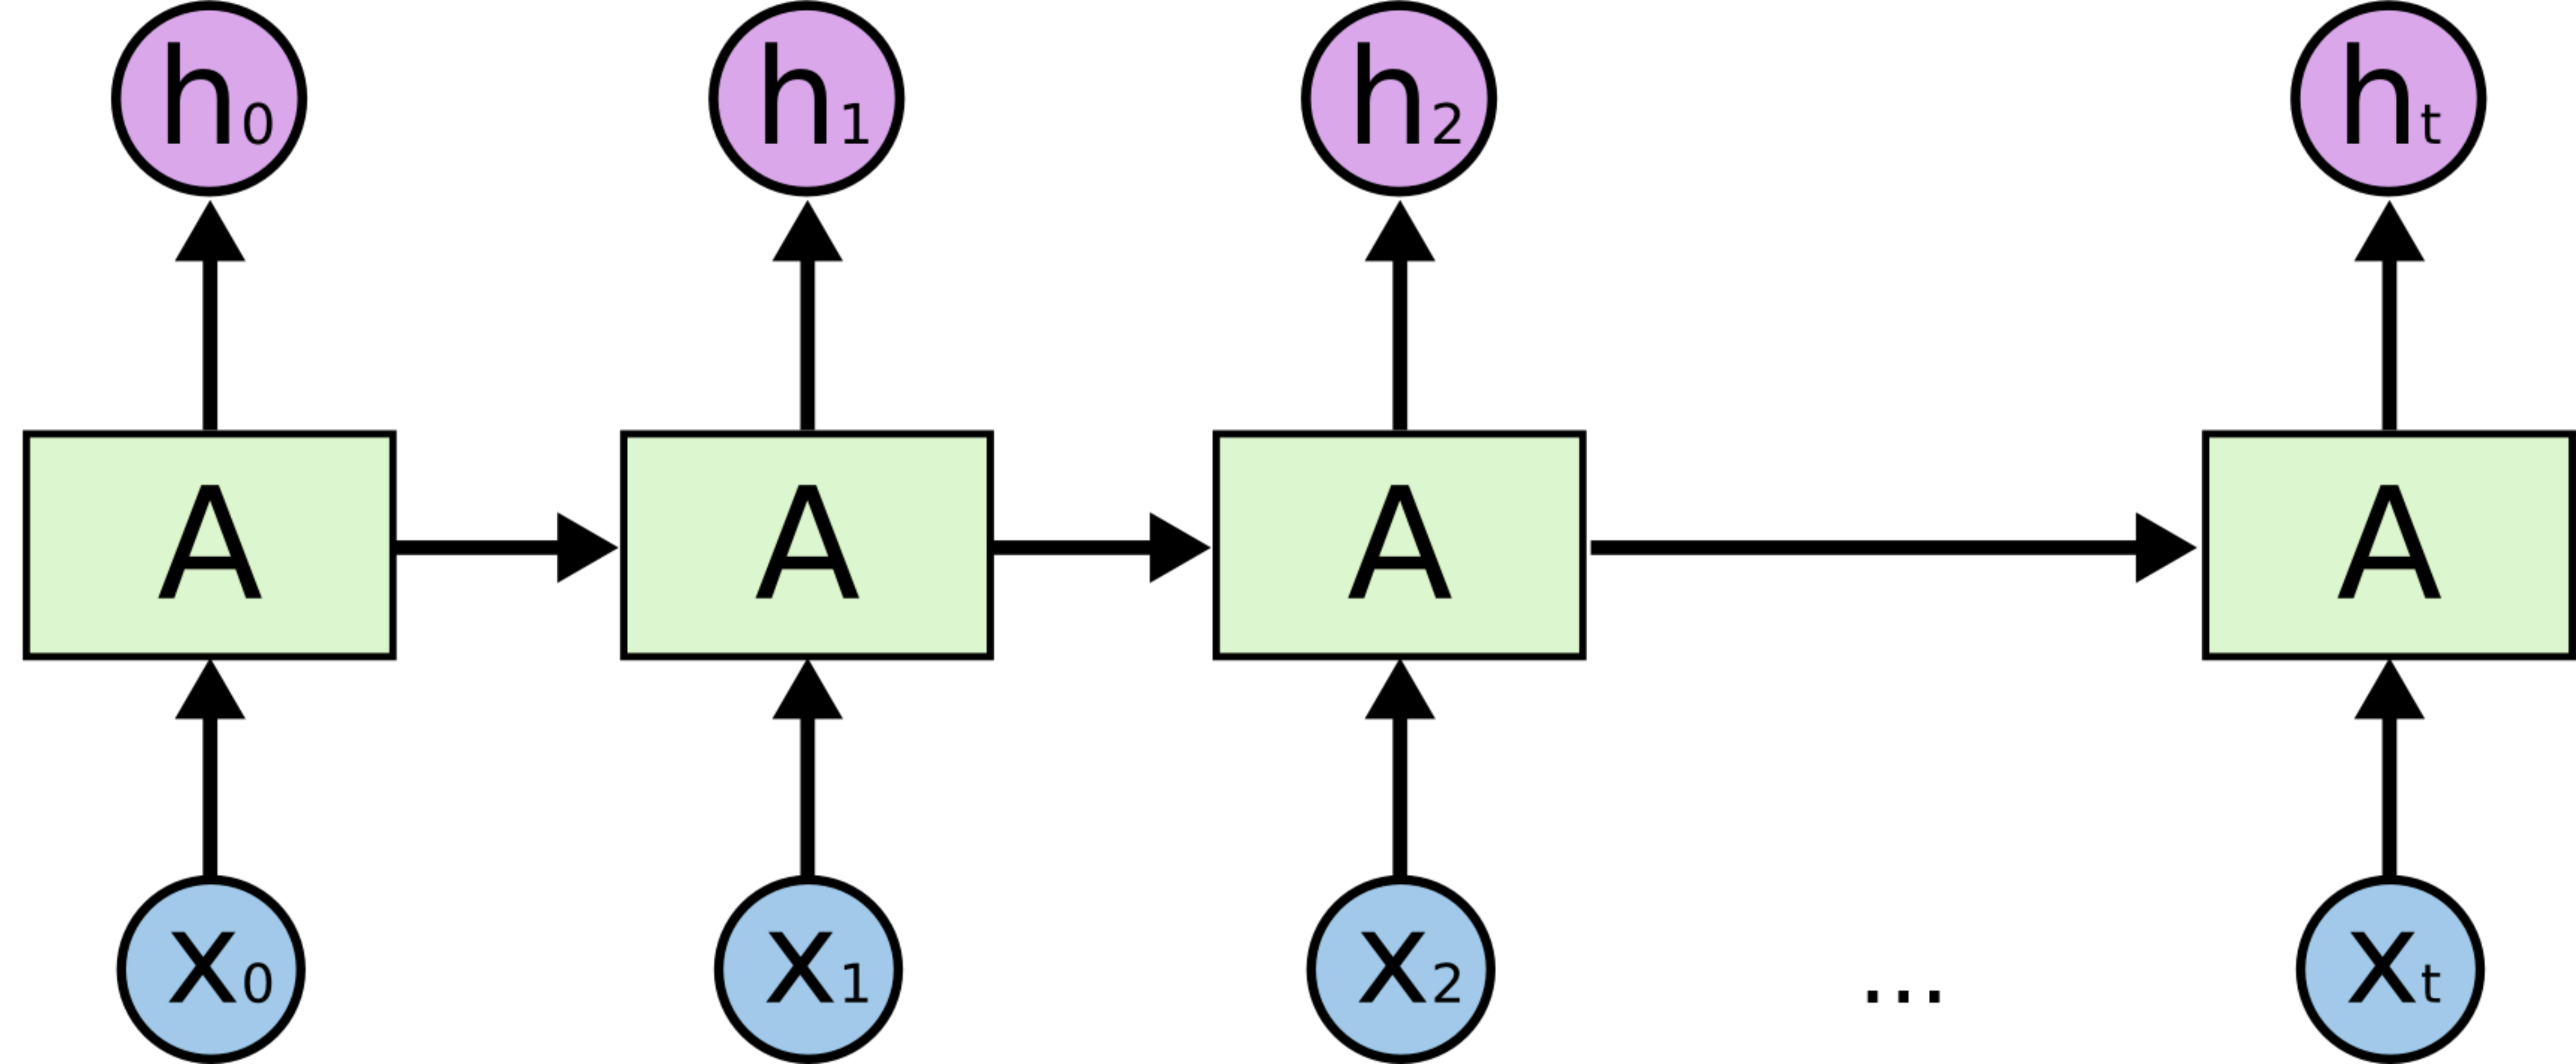 h₀ h₁ h₂ hₜ
A A A A
x₀ x₁ x₂ ... xₜ